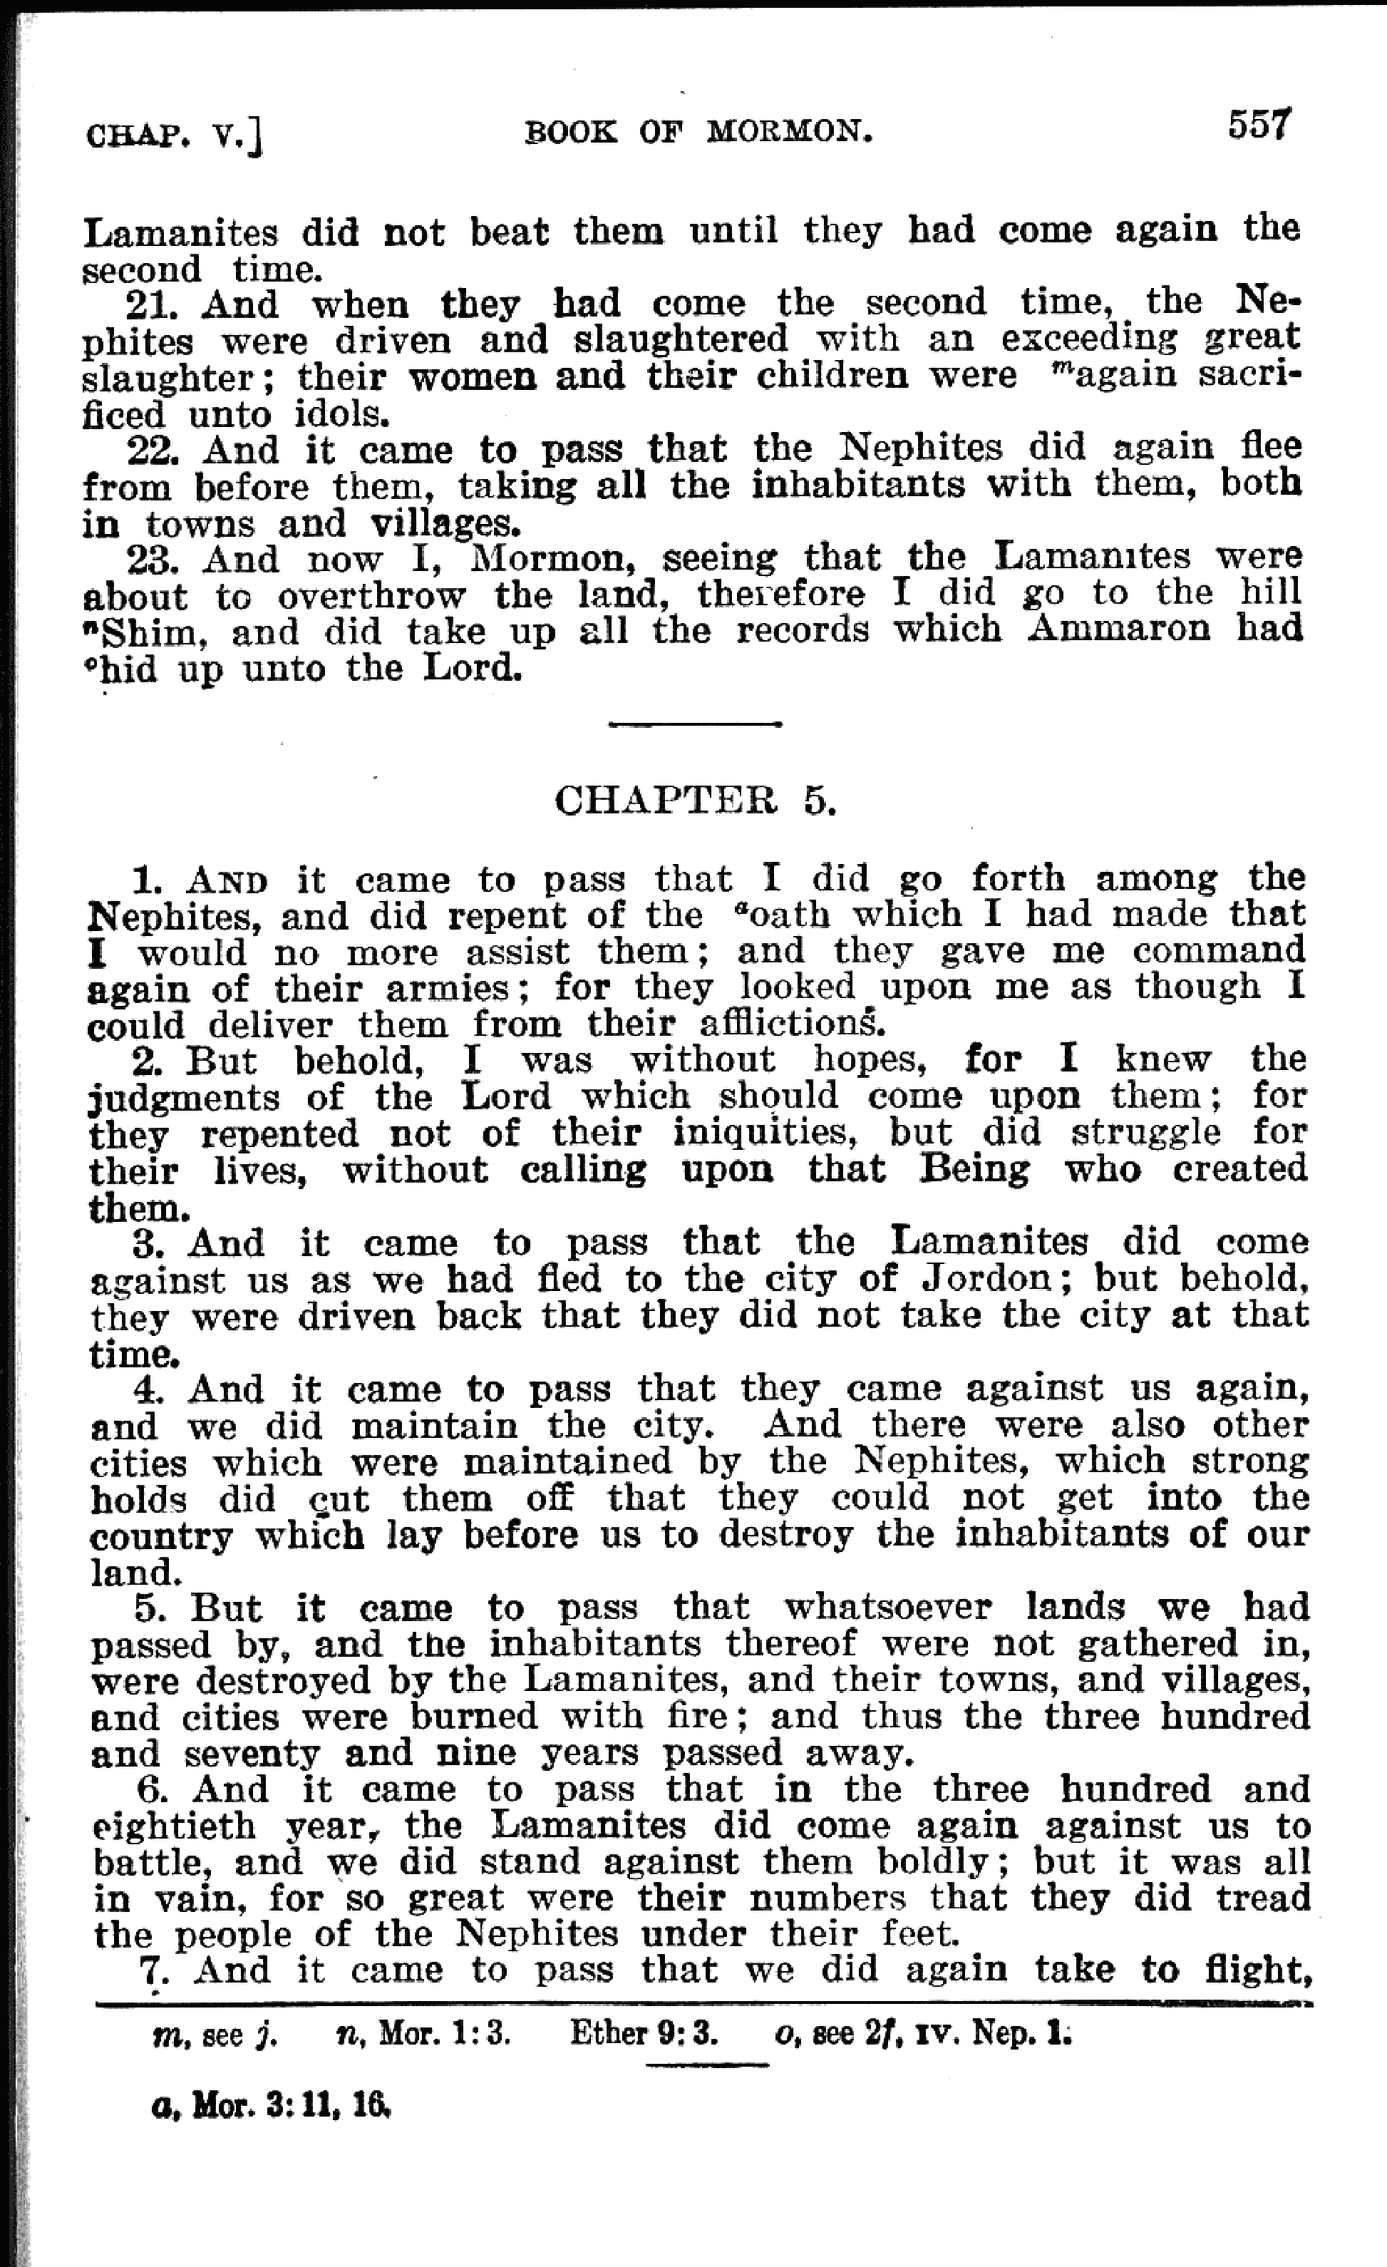 CHAP. V.] BOOK OF MORMON. 557
Lamanites did not beat them until they had come again the
second time.
21. And when they had come the second time, the Ne-
phites were driven and slaughtered with an exceeding great
slaughter; their women and their children were ᵐagain sacri-
ficed unto idols.
22. And it came to pass that the Nephites did again flee
from before them, taking all the inhabitants with them, both
in towns and villages.
23. And now I, Mormon, seeing that the Lamanites were
about to overthrow the land, therefore I did go to the hill
ⁿShim, and did take up all the records which Ammaron had
ᵒhid up unto the Lord.
CHAPTER 5.
1. AND it came to pass that I did go forth among the
Nephites, and did repent of the ᵃoath which I had made that
I would no more assist them; and they gave me command
again of their armies; for they looked upon me as though I
could deliver them from their afflictions.
2. But behold, I was without hopes, for I knew the
judgments of the Lord which should come upon them; for
they repented not of their iniquities, but did struggle for
their lives, without calling upon that Being who created
them.
3. And it came to pass that the Lamanites did come
against us as we had fled to the city of Jordon; but behold,
they were driven back that they did not take the city at that
time.
4. And it came to pass that they came against us again,
and we did maintain the city. And there were also other
cities which were maintained by the Nephites, which strong
holds did cut them off that they could not get into the
country which lay before us to destroy the inhabitants of our
land.
5. But it came to pass that whatsoever lands we had
passed by, and the inhabitants thereof were not gathered in,
were destroyed by the Lamanites, and their towns, and villages,
and cities were burned with fire; and thus the three hundred
and seventy and nine years passed away.
6. And it came to pass that in the three hundred and
eightieth year, the Lamanites did come again against us to
battle, and we did stand against them boldly; but it was all
in vain, for so great were their numbers that they did tread
the people of the Nephites under their feet.
7. And it came to pass that we did again take to flight,
m, see j. n, Mor. 1:3. Ether 9:3. o, see 2f, IV. Nep. 1.
a, Mor. 3:11, 16.